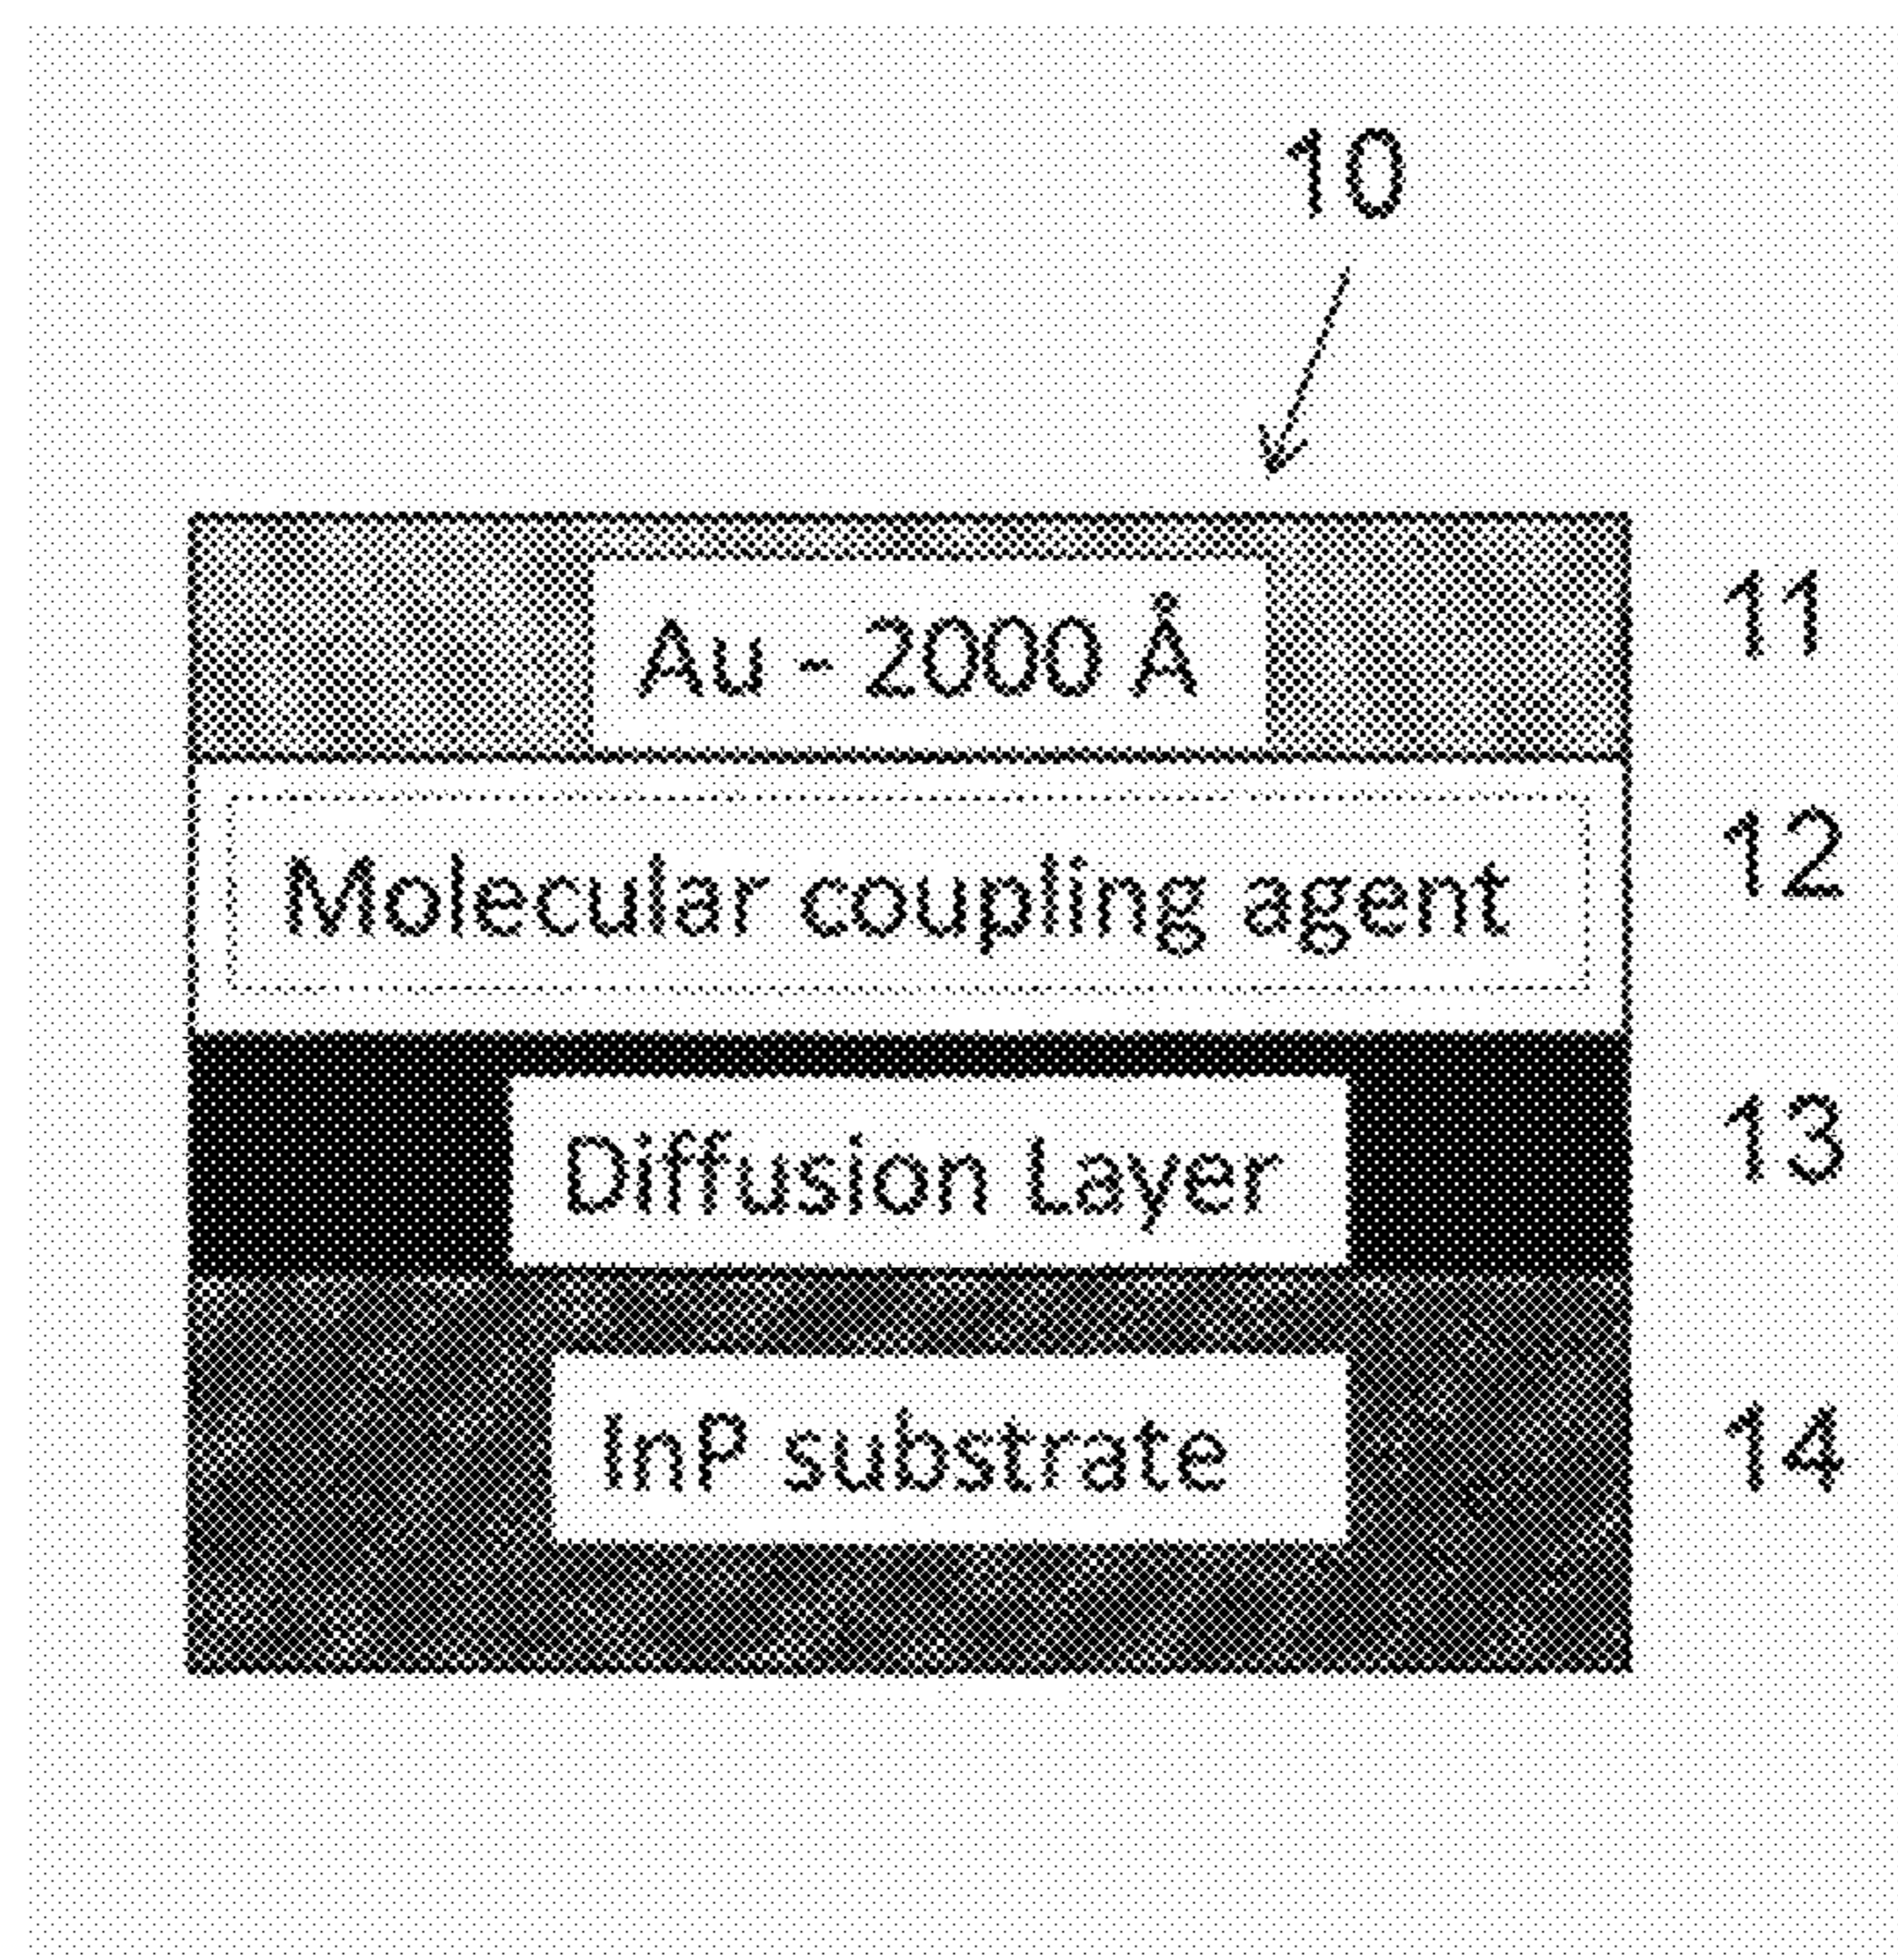 10
Au - 2000 Å
11
Molecular coupling agent
12
Diffusion Layer
13
InP substrate
14